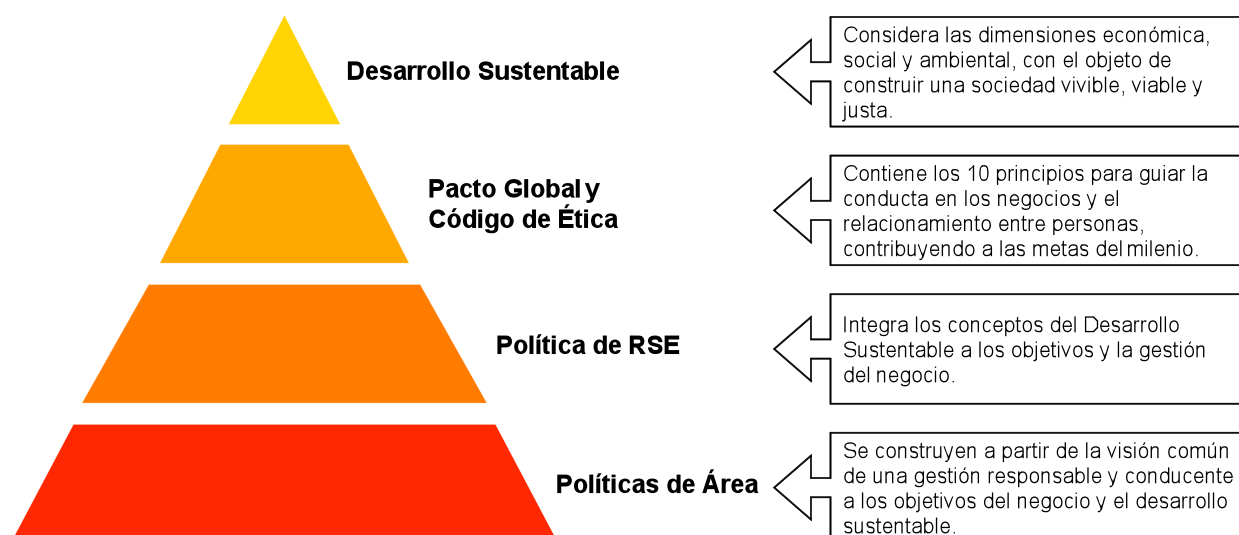 Desarrollo Sustentable
Considera las dimensiones económica,
social y ambiental, con el objeto de
construir una sociedad vivible, viable y
justa.
Pacto Global y
Código de Ética
Contiene los 10 principios para guiar la
conducta en los negocios y el
relacionamiento entre personas,
contribuyendo a las metas del milenio.
Política de RSE
Integra los conceptos del Desarrollo
Sustentable a los objetivos y la gestión
del negocio.
Políticas de Área
Se construyen a partir de la visión común
de una gestión responsable y conducente
a los objetivos del negocio y el desarrollo
sustentable.